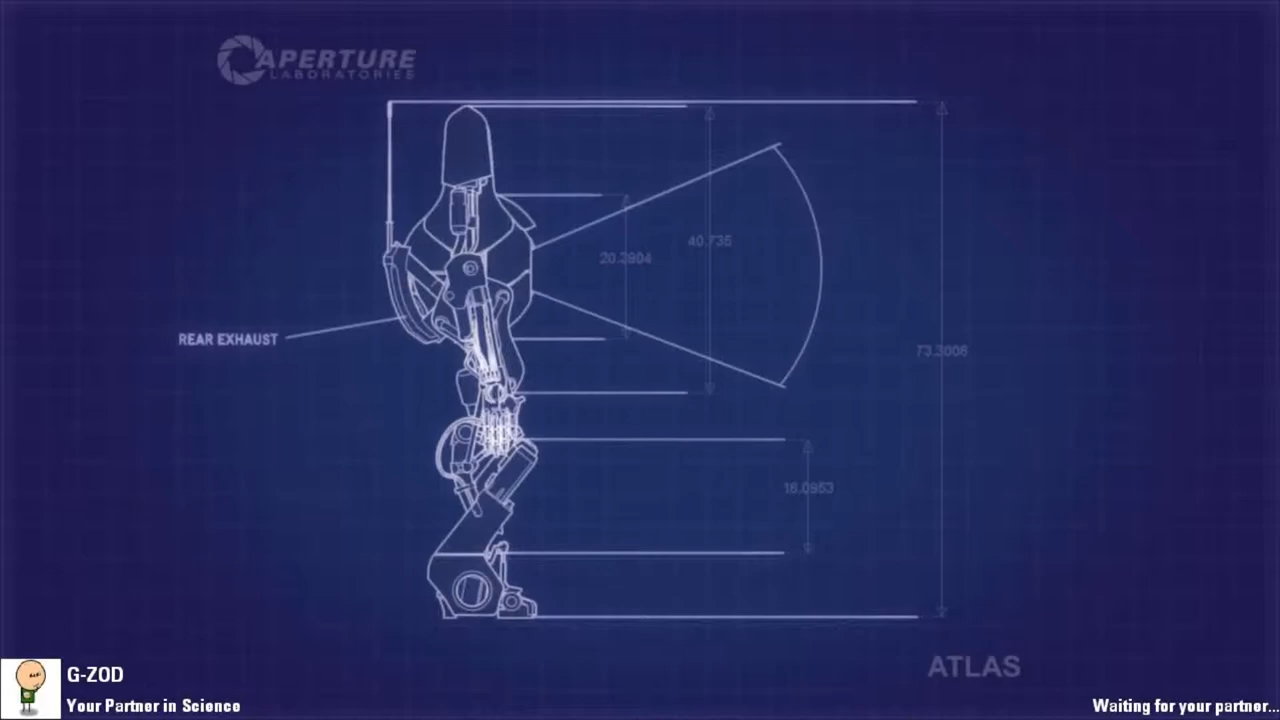 APERTURE
LABORATORIES
40.735
20.3904
REAR EXHAUST
73.3006
16.0953
ATLAS
G-ZOD
Your Partner in Science
Waiting for your partner...